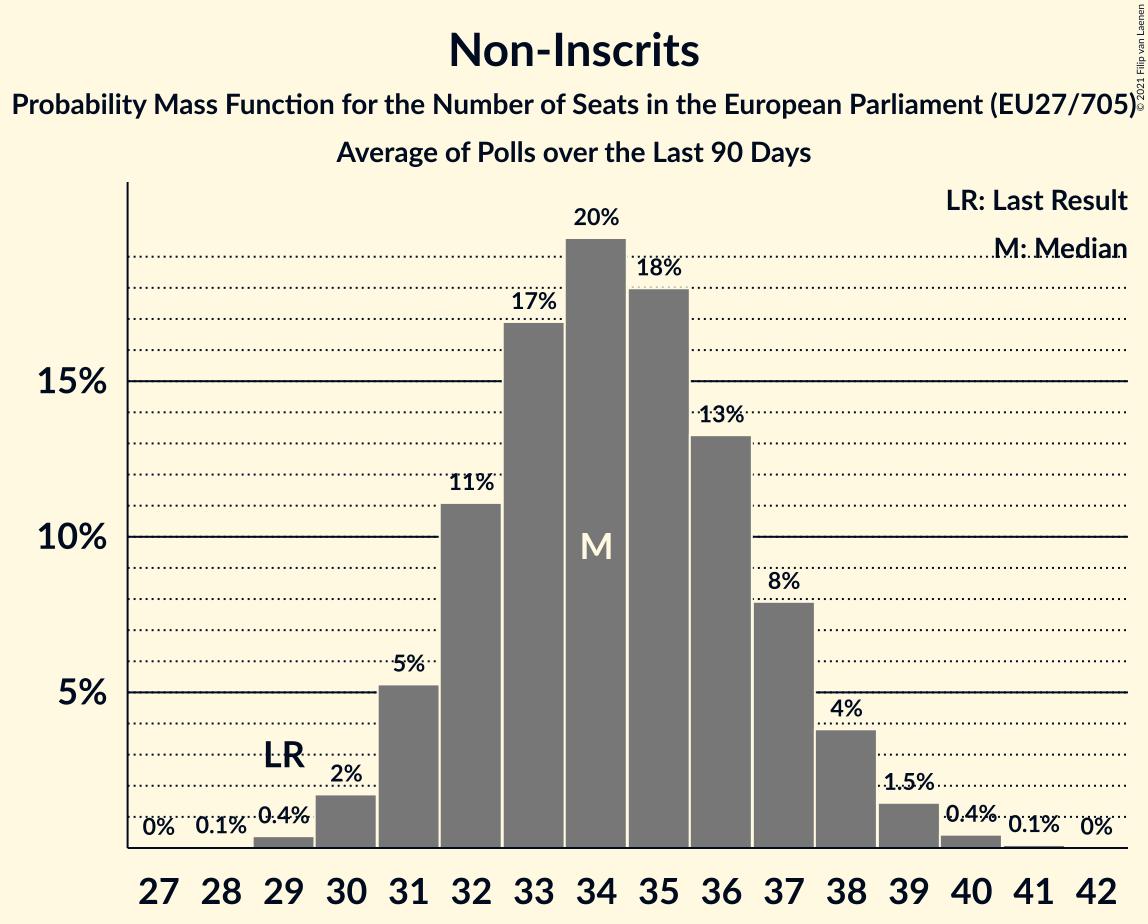 Non-Inscrits
Probability Mass Function for the Number of Seats in the European Parliament (EU27/705)
Average of Polls over the Last 90 Days
© 2021 Filip van Laenen
LR: Last Result
M: Median
20%
18%
17%
15%
13%
11%
10%
M
8%
5%
5%
4%
LR
2%
1.5%
0% 0.1% 0.4% 0.4% 0.1% 0%
27 28 29 30 31 32 33 34 35 36 37 38 39 40 41 42